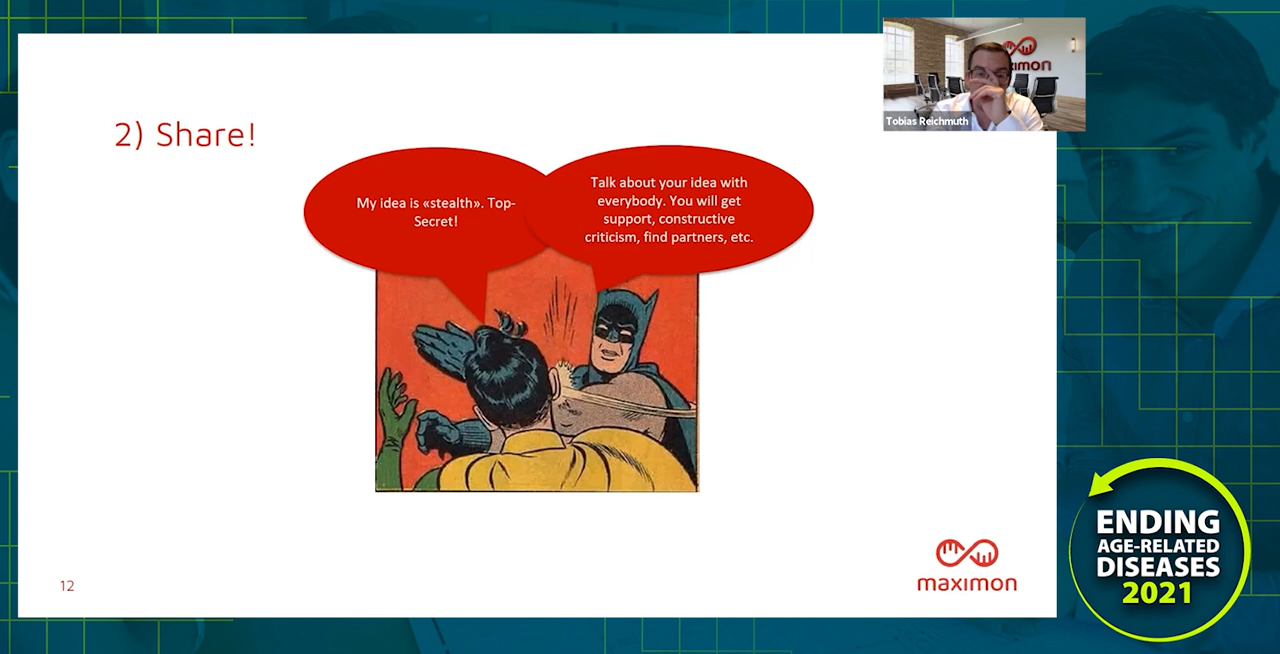 2) Share!
My idea is «stealth». Top-
Secret!
Talk about your idea with
everybody. You will get
support, constructive
criticism, find partners, etc.
12
maximon
Tobias Reichmuth
ENDING
AGE-RELATED
DISEASES
2021